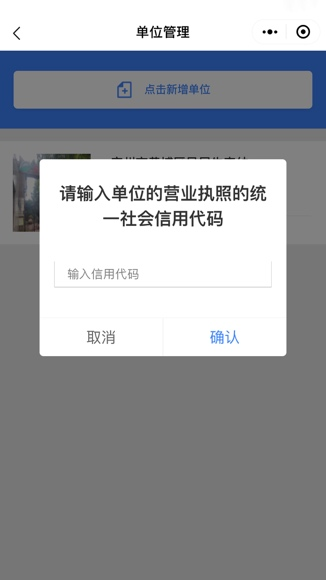 单位管理
点击新增单位
请输入单位的营业执照的统
一社会信用代码
输入信用代码
取消
确认